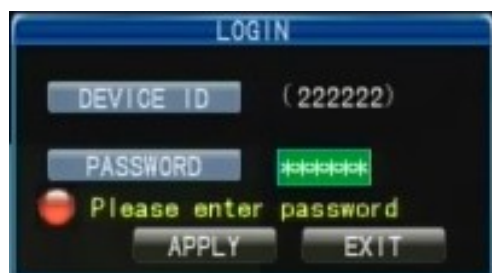 LOGIN
DEVICE ID (222222)
PASSWORD ******
Please enter password
APPLY EXIT